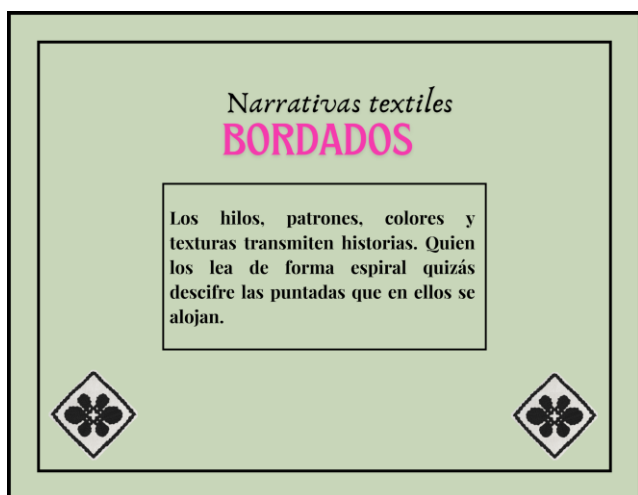 Narrativas textiles
BORDADOS
Los hilos, patrones, colores y
texturas transmiten historias. Quien
los lea de forma espiral quizás
descifre las puntadas que en ellos se
alojan.